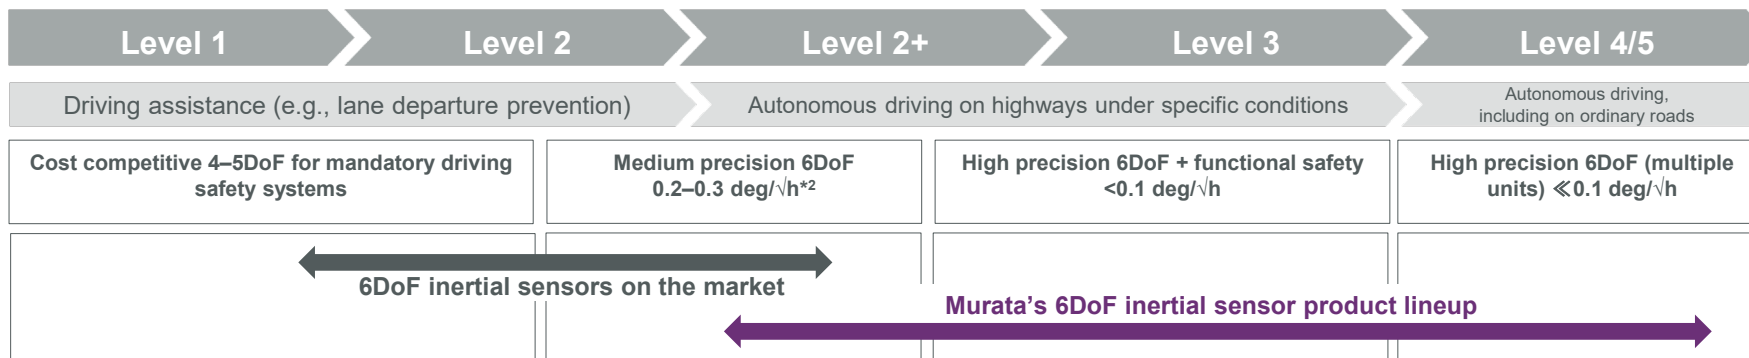 Level 1
Level 2
Level 2+
Level 3
Level 4/5
Driving assistance (e.g., lane departure prevention)
Autonomous driving on highways under specific conditions
Autonomous driving,
including on ordinary roads
Cost competitive 4–5DoF for mandatory driving
safety systems
Medium precision 6DoF
0.2–0.3 deg/√h*2
High precision 6DoF + functional safety
<0.1 deg/√h
High precision 6DoF (multiple
units) ≪0.1 deg/√h
6DoF inertial sensors on the market
Murata’s 6DoF inertial sensor product lineup